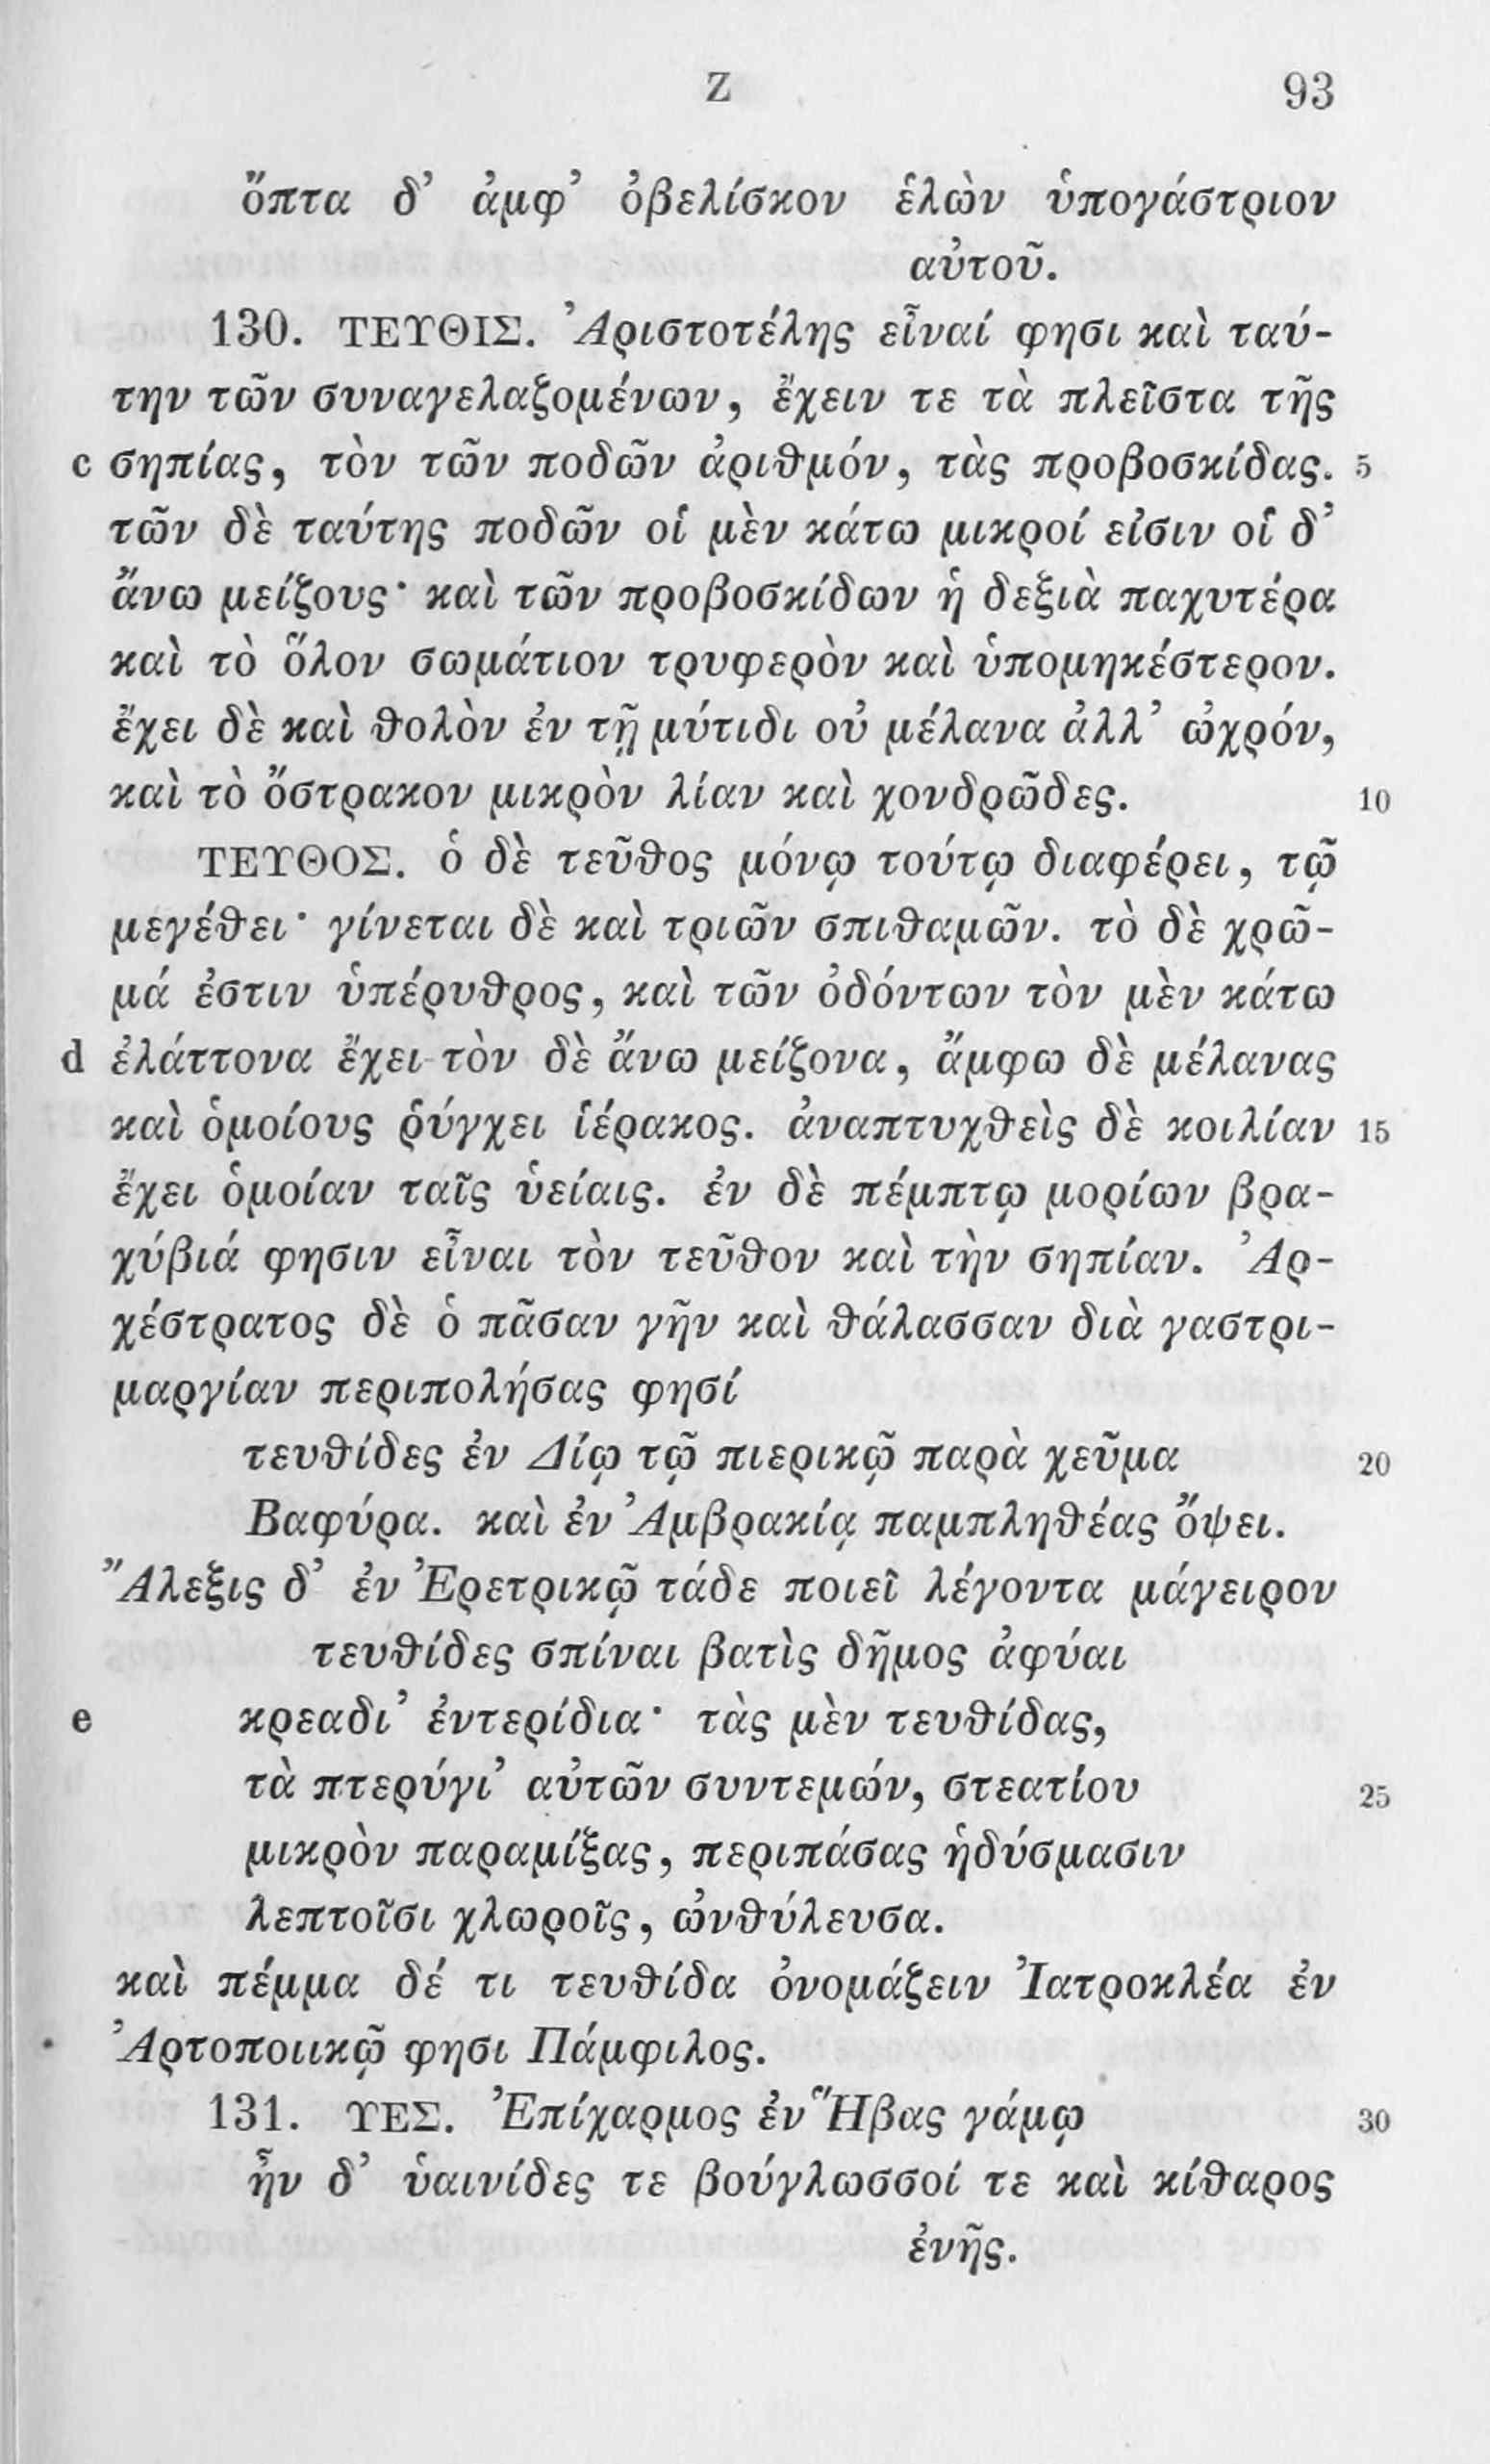 Z 93
ὄπτα δ’ ἀμφ’ ὀβελίσκον ἑλὼν ὑπογάστριον
αὐτοῦ.
130. ΤΕΥΘΙΣ. Ἀριστοτέλης εἶναί φησι καὶ ταύ-
την τῶν συναγελαζομένων, ἔχειν τε τὰ πλεῖστα τῆς
c σηπίας, τὸν τῶν ποδῶν ἀριθμόν, τὰς προβοσκίδας. 5
τῶν δὲ ταύτης ποδῶν οἱ μὲν κάτω μικροί εἰσιν οἱ δ’
ἄνω μείζους· καὶ τῶν προβοσκίδων ἡ δεξιὰ παχυτέρα
καὶ τὸ ὅλον σωμάτιον τρυφερὸν καὶ ὑπομηκέστερον.
ἔχει δὲ καὶ θολὸν ἐν τῇ μύτιδι οὐ μέλανα ἀλλ’ ὠχρόν,
καὶ τὸ ὄστρακον μικρὸν λίαν καὶ χονδρῶδες. 10
ΤΕΥΘΟΣ. ὁ δὲ τεῦθος μόνῳ τούτῳ διαφέρει, τῷ
μεγέθει· γίνεται δὲ καὶ τριῶν σπιθαμῶν. τὸ δὲ χρῶ-
μά ἐστιν ὑπέρυθρος, καὶ τῶν ὀδόντων τὸν μὲν κάτω
d ἐλάττονα ἔχει τὸν δὲ ἄνω μείζονα, ἄμφω δὲ μέλανας
καὶ ὁμοίους ῥύγχει ἱέρακος. ἀναπτυχθεὶς δὲ κοιλίαν 15
ἔχει ὁμοίαν ταῖς ὑείαις. ἐν δὲ πέμπτῳ μορίων βρα-
χύβιά φησιν εἶναι τὸν τεῦθον καὶ τὴν σηπίαν. Ἀρ-
χέστρατος δὲ ὁ πᾶσαν γῆν καὶ θάλασσαν διὰ γαστρι-
μαργίαν περιπολήσας φησί
τευθίδες ἐν Δίῳ τῷ πιερικῷ παρὰ χεῦμα 20
Βαφύρα. καὶ ἐν Ἀμβρακίᾳ παμπληθέας ὄψει.
Ἄλεξις δ’ ἐν Ἐρετρικῷ τάδε ποιεῖ λέγοντα μάγειρον
τευθίδες σπίναι βατὶς δῆμος ἀφύαι
e κρεαδι’ ἐντερίδια· τὰς μὲν τευθίδας,
τὰ πτερύγι’ αὐτῶν συντεμών, στεατίου 25
μικρὸν παραμίξας, περιπάσας ἡδύσμασιν
λεπτοῖσι χλωροῖς, ὠνθύλευσα.
καὶ πέμμα δέ τι τευθίδα ὀνομάζειν Ἰατροκλέα ἐν
Ἀρτοποιικῷ φησι Πάμφιλος.
131. ΥΕΣ. Ἐπίχαρμος ἐν Ἥβας γάμῳ 30
ἦν δ’ ὑαινίδες τε βούγλωσσοί τε καὶ κίθαρος
ἐνῆς.